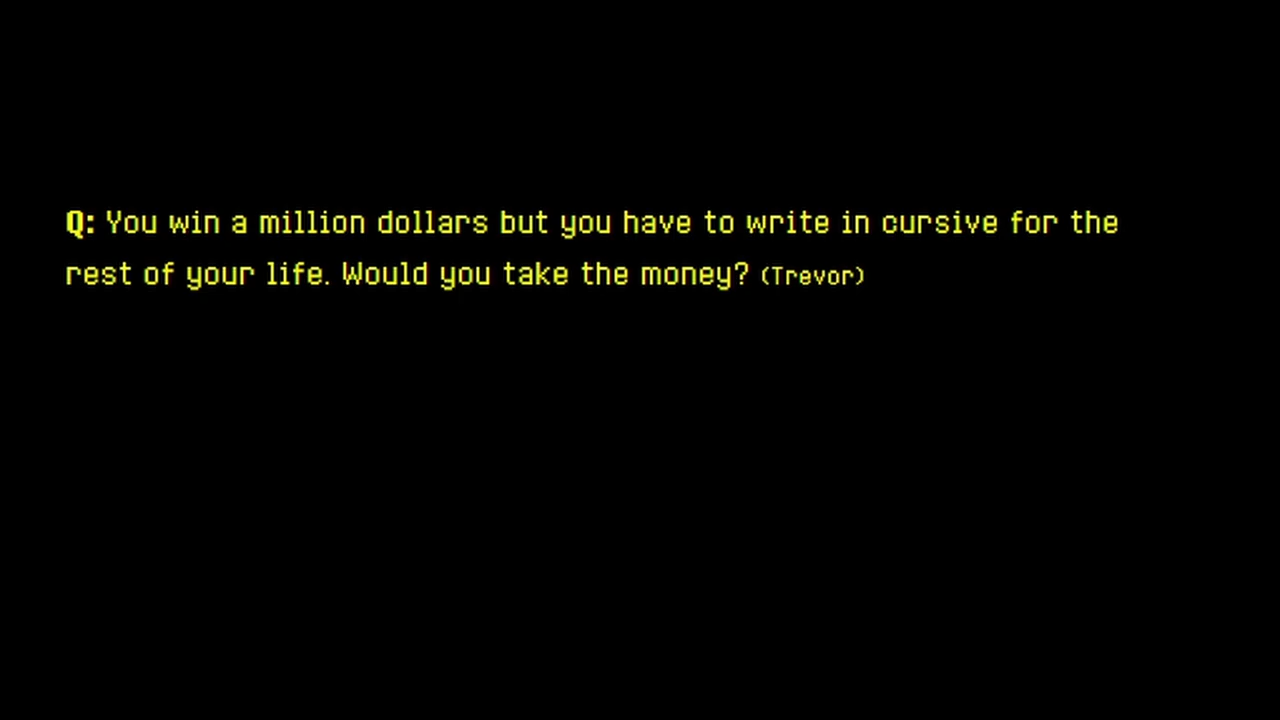 Q: You win a million dollars but you have to write in cursive for the
rest of your life. Would you take the money? (Trevor)